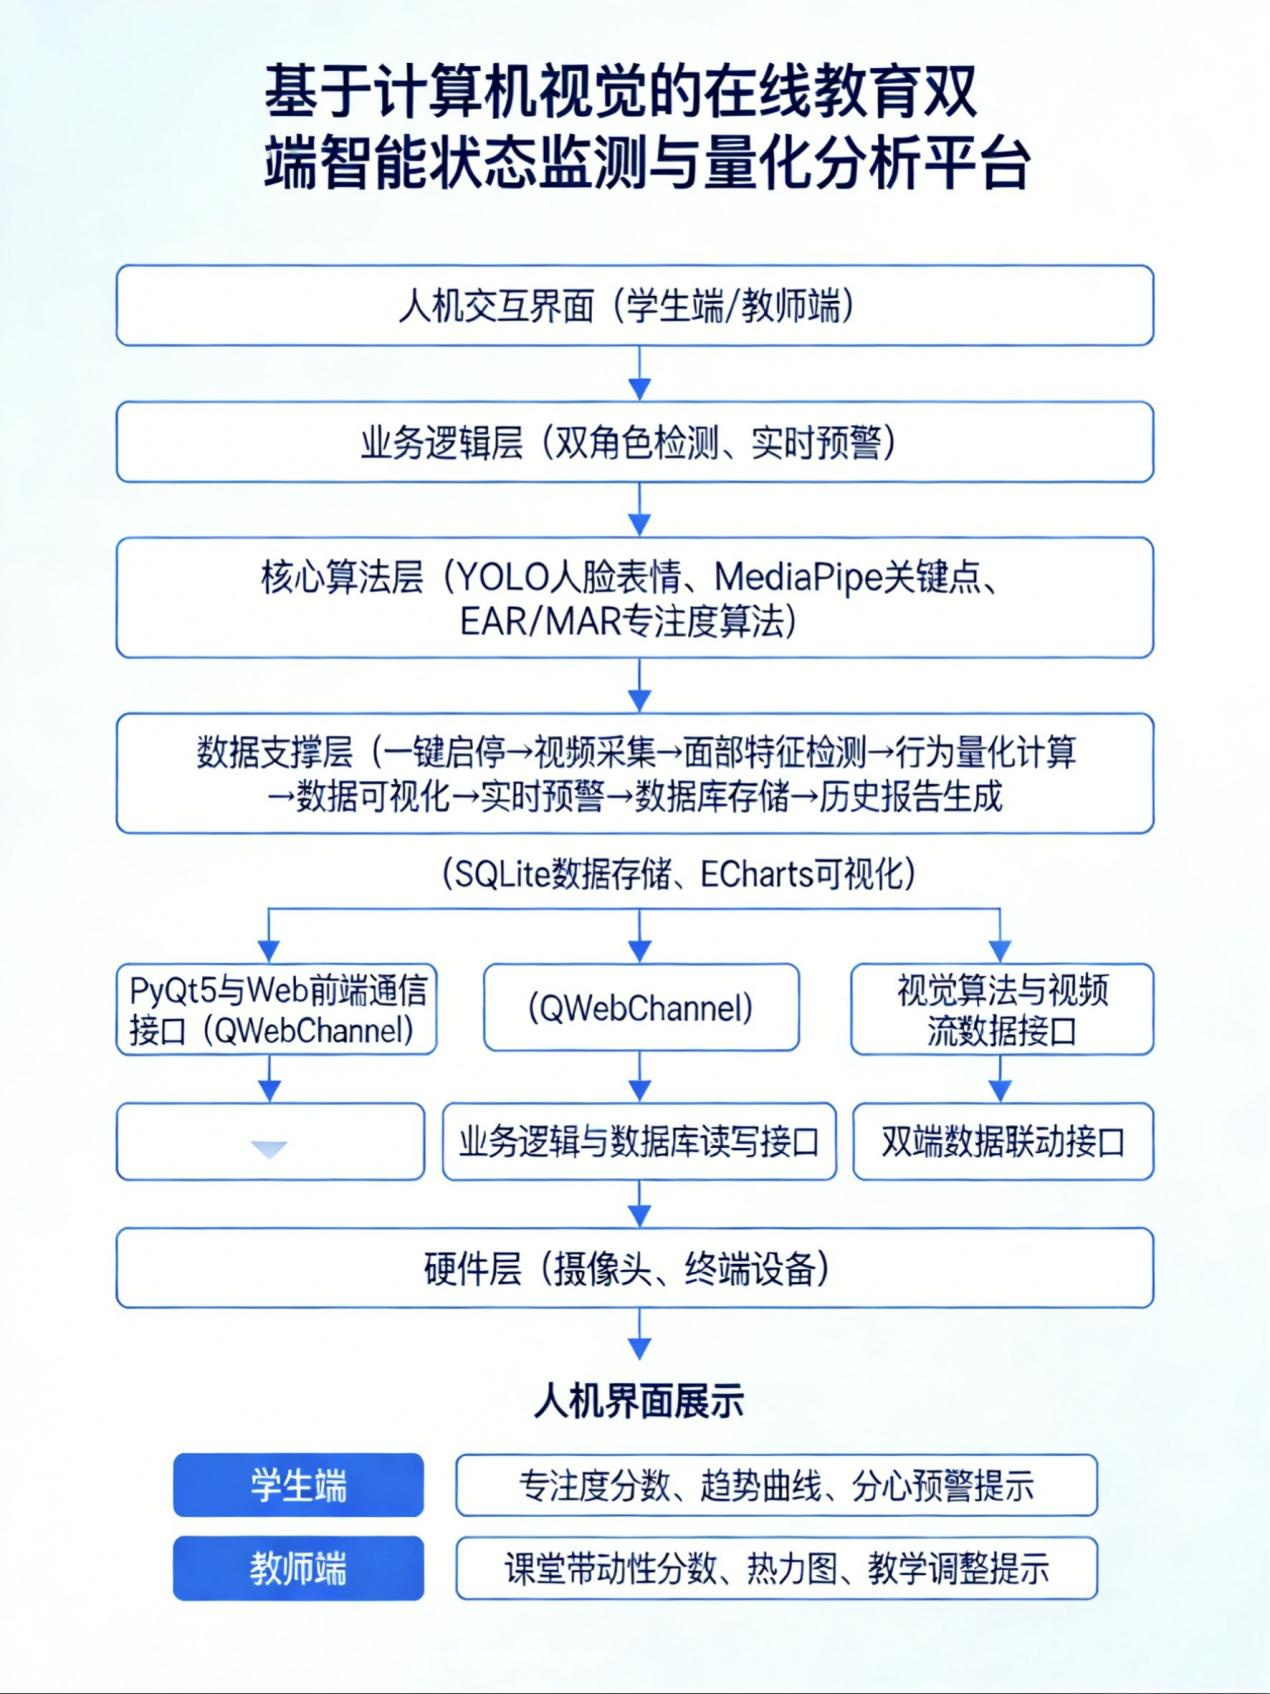 基于计算机视觉的在线教育双
端智能状态监测与量化分析平台
人机交互界面（学生端/教师端）
业务逻辑层（双角色检测、实时预警）
核心算法层（YOLO人脸表情、MediaPipe关键点、
EAR/MAR专注度算法）
数据支撑层（一键启停→视频采集→面部特征检测→行为量化计算
→数据可视化→实时预警→数据库存储→历史报告生成
（SQLite数据存储、ECharts可视化）
PyQt5与Web前端通信
接口（QWebChannel）
（QWebChannel）
视觉算法与视频
流数据接口
业务逻辑与数据库读写接口
双端数据联动接口
硬件层（摄像头、终端设备）
人机界面展示
学生端
专注度分数、趋势曲线、分心预警提示
教师端
课堂带动性分数、热力图、教学调整提示